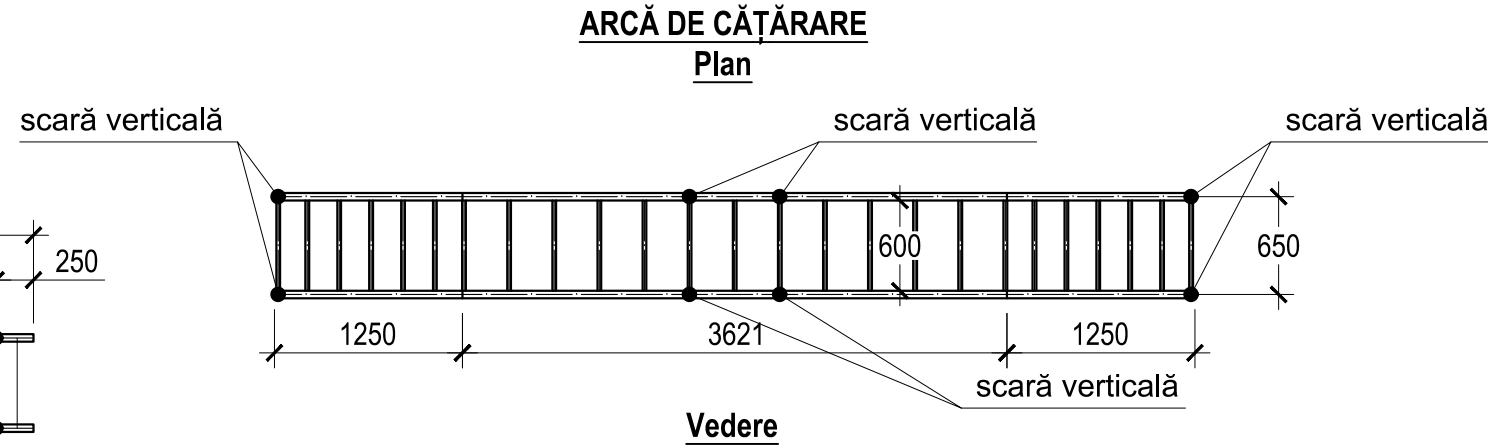 ARCĂ DE CĂȚĂRARE
Plan
scară verticală
scară verticală
scară verticală
250
600
650
1250
3621
1250
scară verticală
Vedere